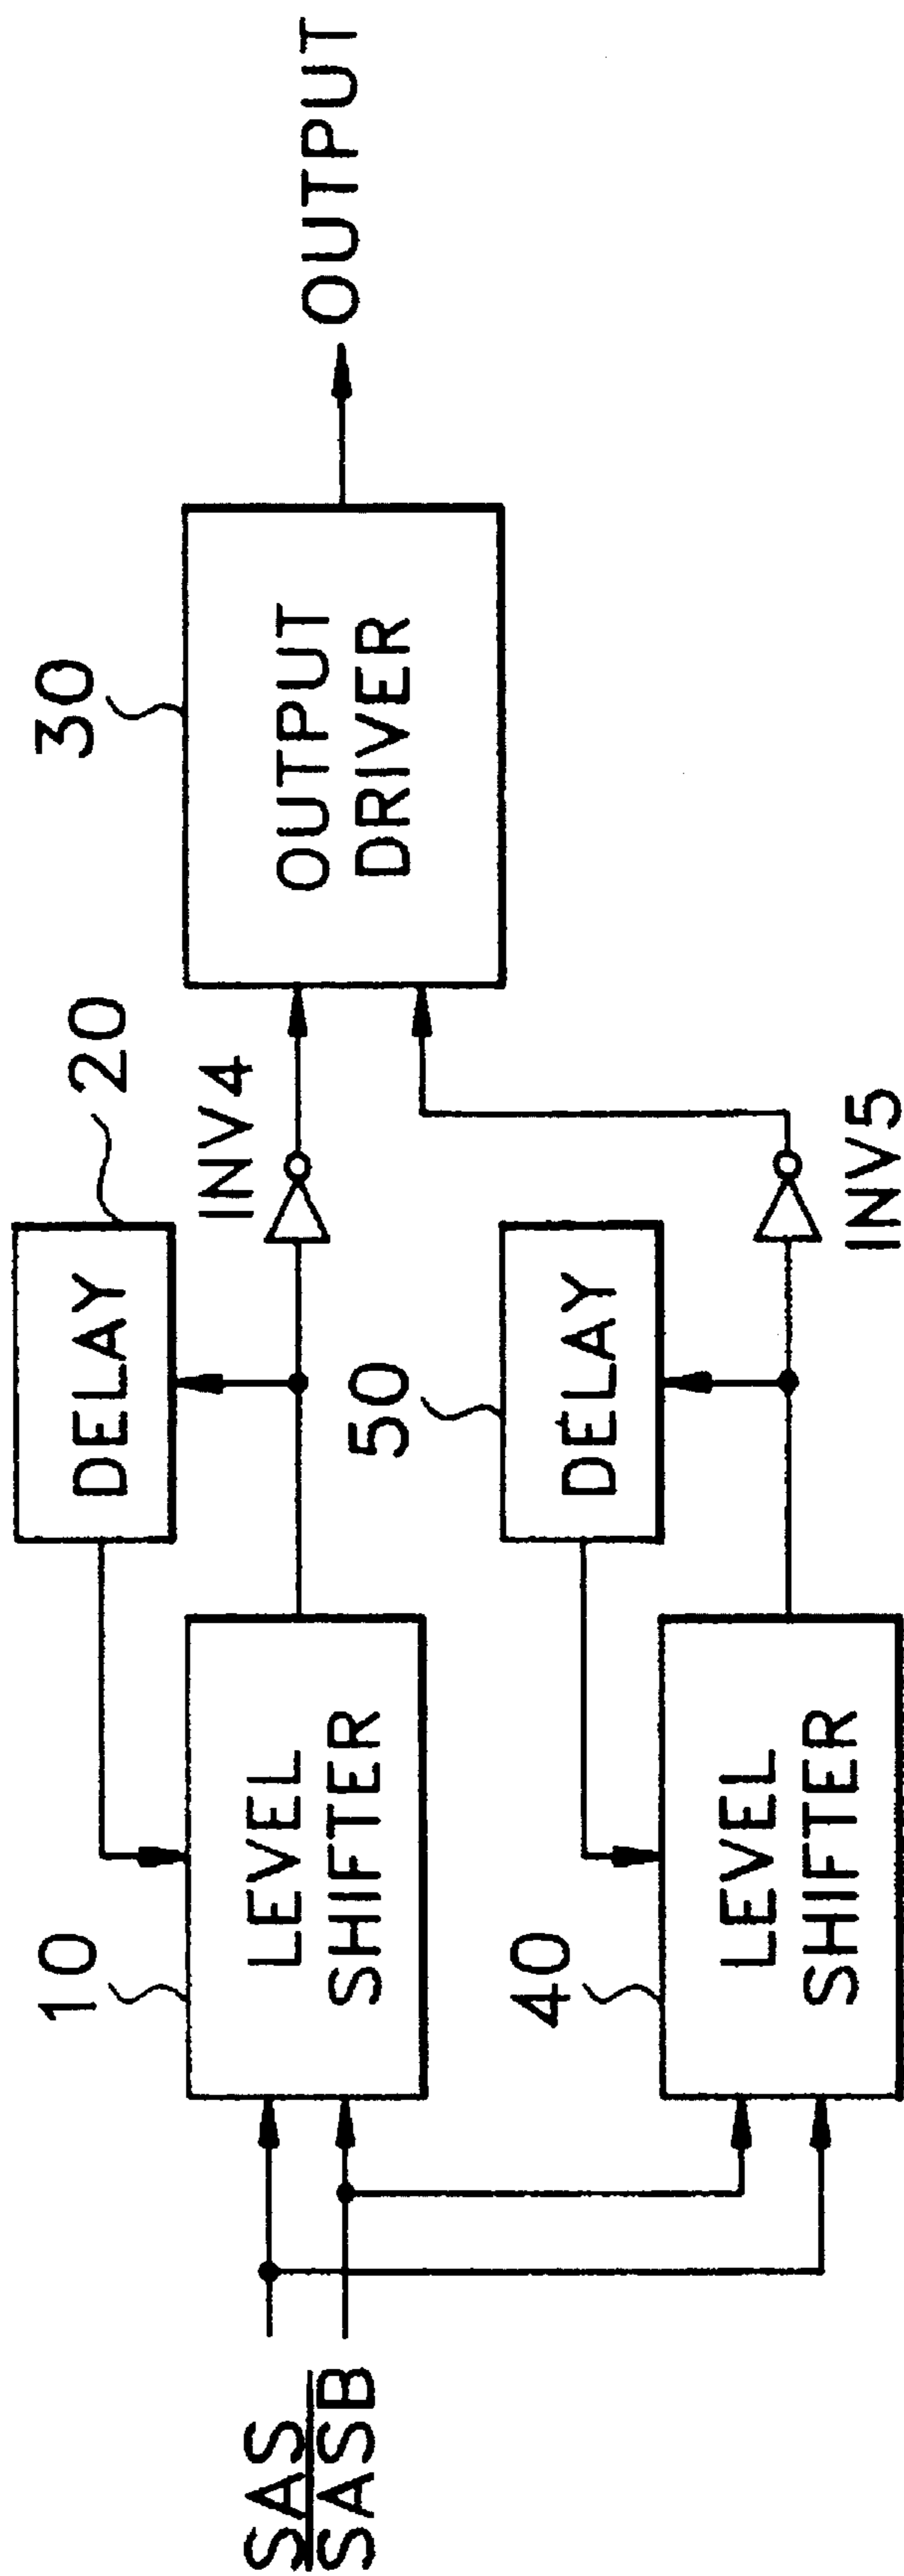 SAS
SASB
10
LEVEL
SHIFTER
20
DELAY
INV4
30
OUTPUT
DRIVER
OUTPUT
40
LEVEL
SHIFTER
50
DELAY
INV5